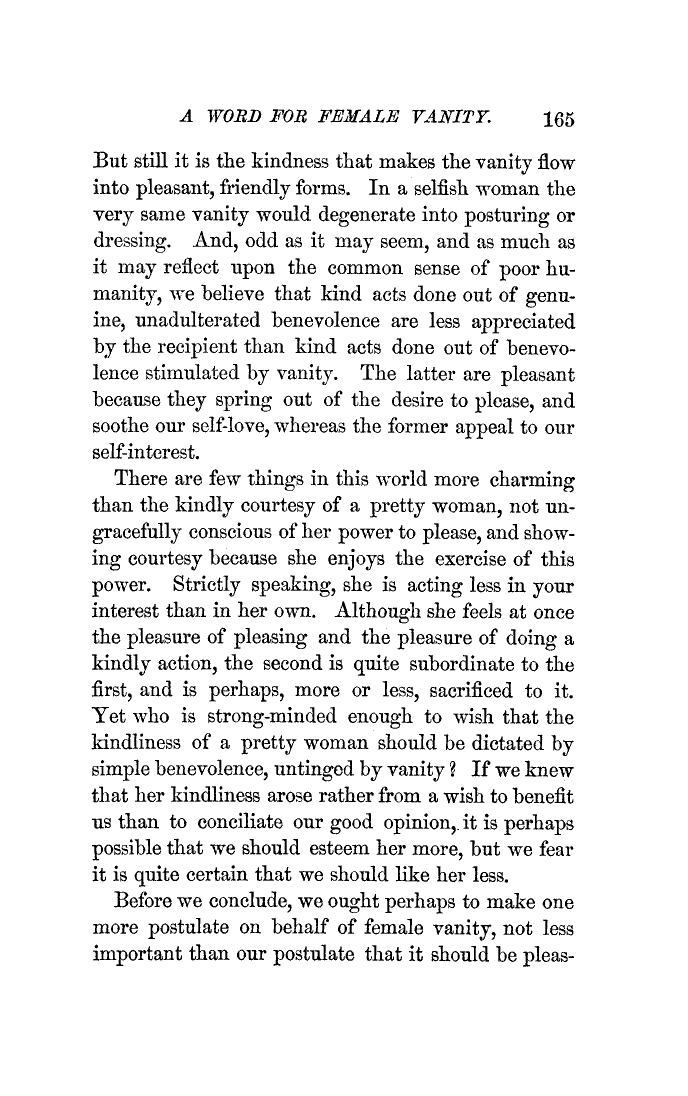 A WORD FOR FEMALE VANITY. 165
But still it is the kindness that makes the vanity flow
into pleasant, friendly forms. In a selfish woman the
very same vanity would degenerate into posturing or
dressing. And, odd as it may seem, and as much as
it may reflect upon the common sense of poor hu-
manity, we believe that kind acts done out of genu-
ine, unadulterated benevolence are less appreciated
by the recipient than kind acts done out of benevo-
lence stimulated by vanity. The latter are pleasant
because they spring out of the desire to please, and
soothe our self-love, whereas the former appeal to our
self-interest.
There are few things in this world more charming
than the kindly courtesy of a pretty woman, not un-
gracefully conscious of her power to please, and show-
ing courtesy because she enjoys the exercise of this
power. Strictly speaking, she is acting less in your
interest than in her own. Although she feels at once
the pleasure of pleasing and the pleasure of doing a
kindly action, the second is quite subordinate to the
first, and is perhaps, more or less, sacrificed to it.
Yet who is strong-minded enough to wish that the
kindliness of a pretty woman should be dictated by
simple benevolence, untinged by vanity? If we knew
that her kindliness arose rather from a wish to benefit
us than to conciliate our good opinion, it is perhaps
possible that we should esteem her more, but we fear
it is quite certain that we should like her less.
Before we conclude, we ought perhaps to make one
more postulate on behalf of female vanity, not less
important than our postulate that it should be pleas-